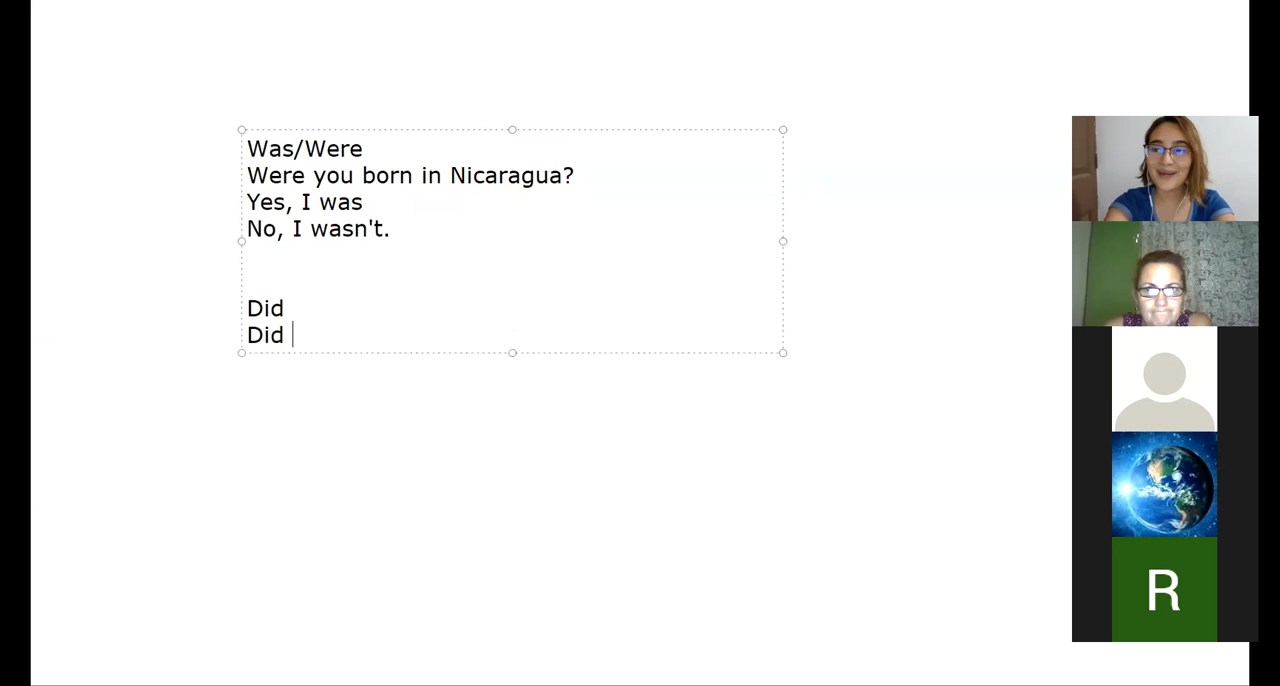 Was/Were
Were you born in Nicaragua?
Yes, I was
No, I wasn't.
Did
Did
R